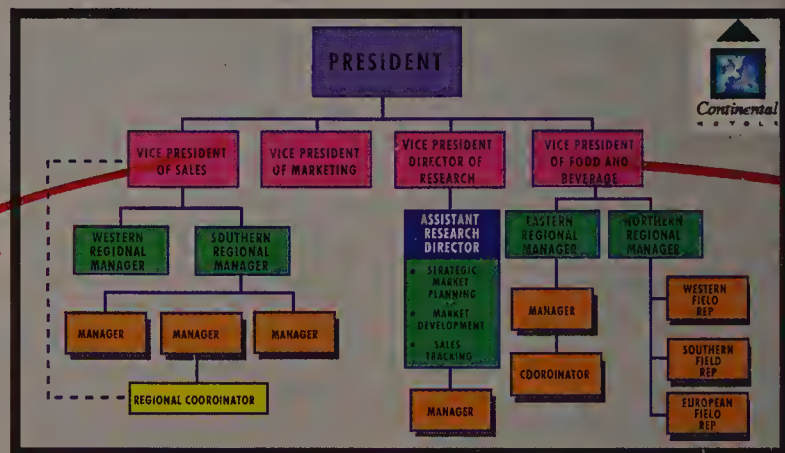 PRESIDENT
Continental
HOTELS
VICE PRESIDENT
OF SALES
VICE PRESIDENT
OF MARKETING
VICE PRESIDENT
DIRECTOR OF
RESEARCH
VICE PRESIDENT
OF FOOD AND
BEVERAGE
WESTERN
REGIONAL
MANAGER
SOUTHERN
REGIONAL
MANAGER
ASSISTANT
RESEARCH
DIRECTOR
• STRATEGIC
MARKET
PLANNING
• MARKET
DEVELOPMENT
• SALES
TRACKING
EASTERN
REGIONAL
MANAGER
NORTHERN
REGIONAL
MANAGER
MANAGER
MANAGER
MANAGER
REGIONAL COORDINATOR
MANAGER
MANAGER
COORDINATOR
WESTERN
FIELD
REP
SOUTHERN
FIELD
REP
EUROPEAN
FIELD
REP